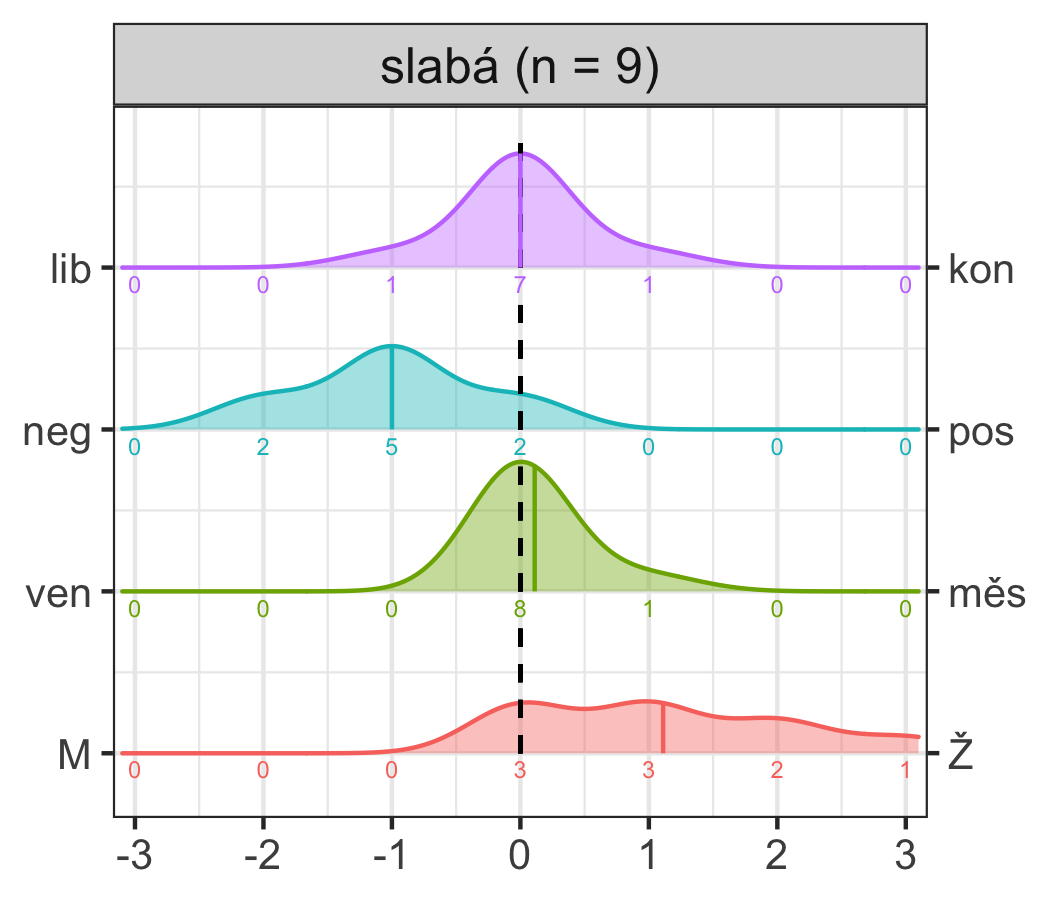 slabá (n = 9)
lib kon
0 0 1 7 1 0 0
neg pos
0 2 5 2 0 0 0
ven měs
0 0 0 8 1 0 0
M Ž
0 0 0 3 3 2 1
-3 -2 -1 0 1 2 3